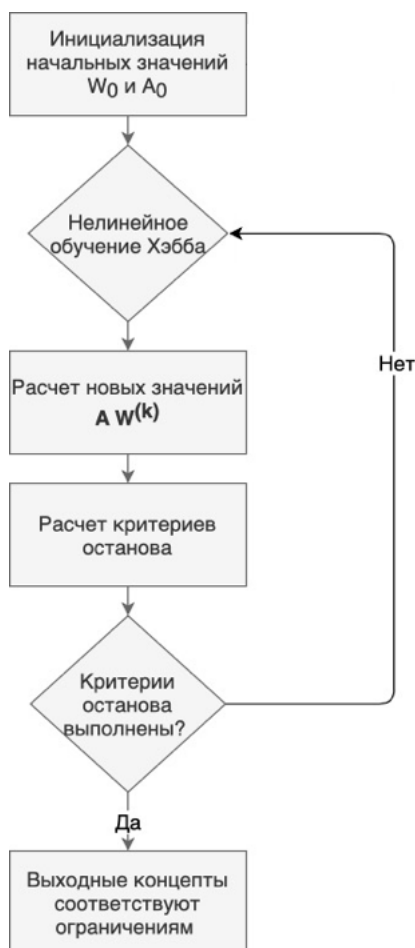 Инициализация
начальных значений
W0 и A0
Нелинейное
обучение Хэбба
Нет
Расчет новых значений
A W(k)
Расчет критериев
останова
Критерии
останова
выполнены?
Да
Выходные концепты
соответствуют
ограничениям